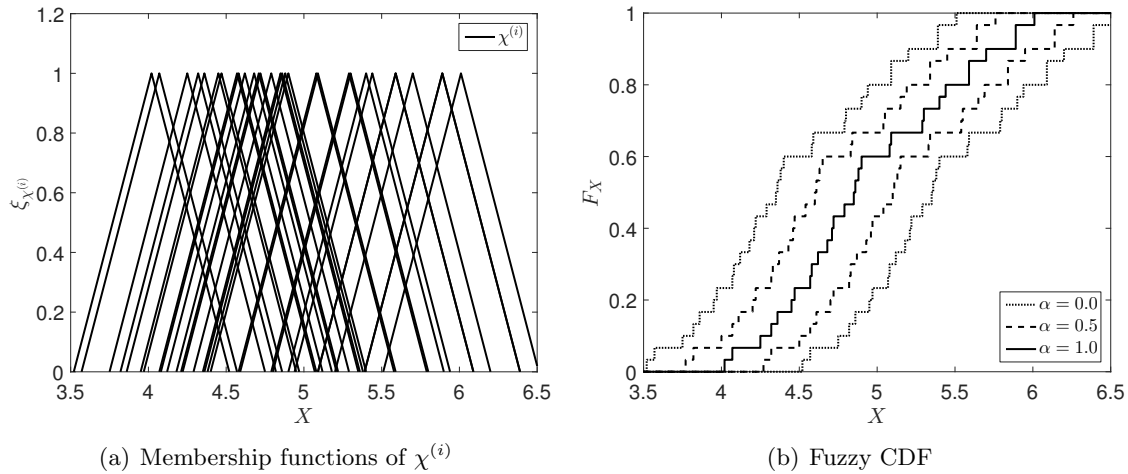 1.2
1
0.8
0.6
0.4
0.2
0
ξχ(i)
χ(i)
3.5 4 4.5 5 5.5 6 6.5
X
(a) Membership functions of χ(i)
1
0.8
0.6
0.4
0.2
0
FX
α = 0.0
α = 0.5
α = 1.0
3.5 4 4.5 5 5.5 6 6.5
X
(b) Fuzzy CDF